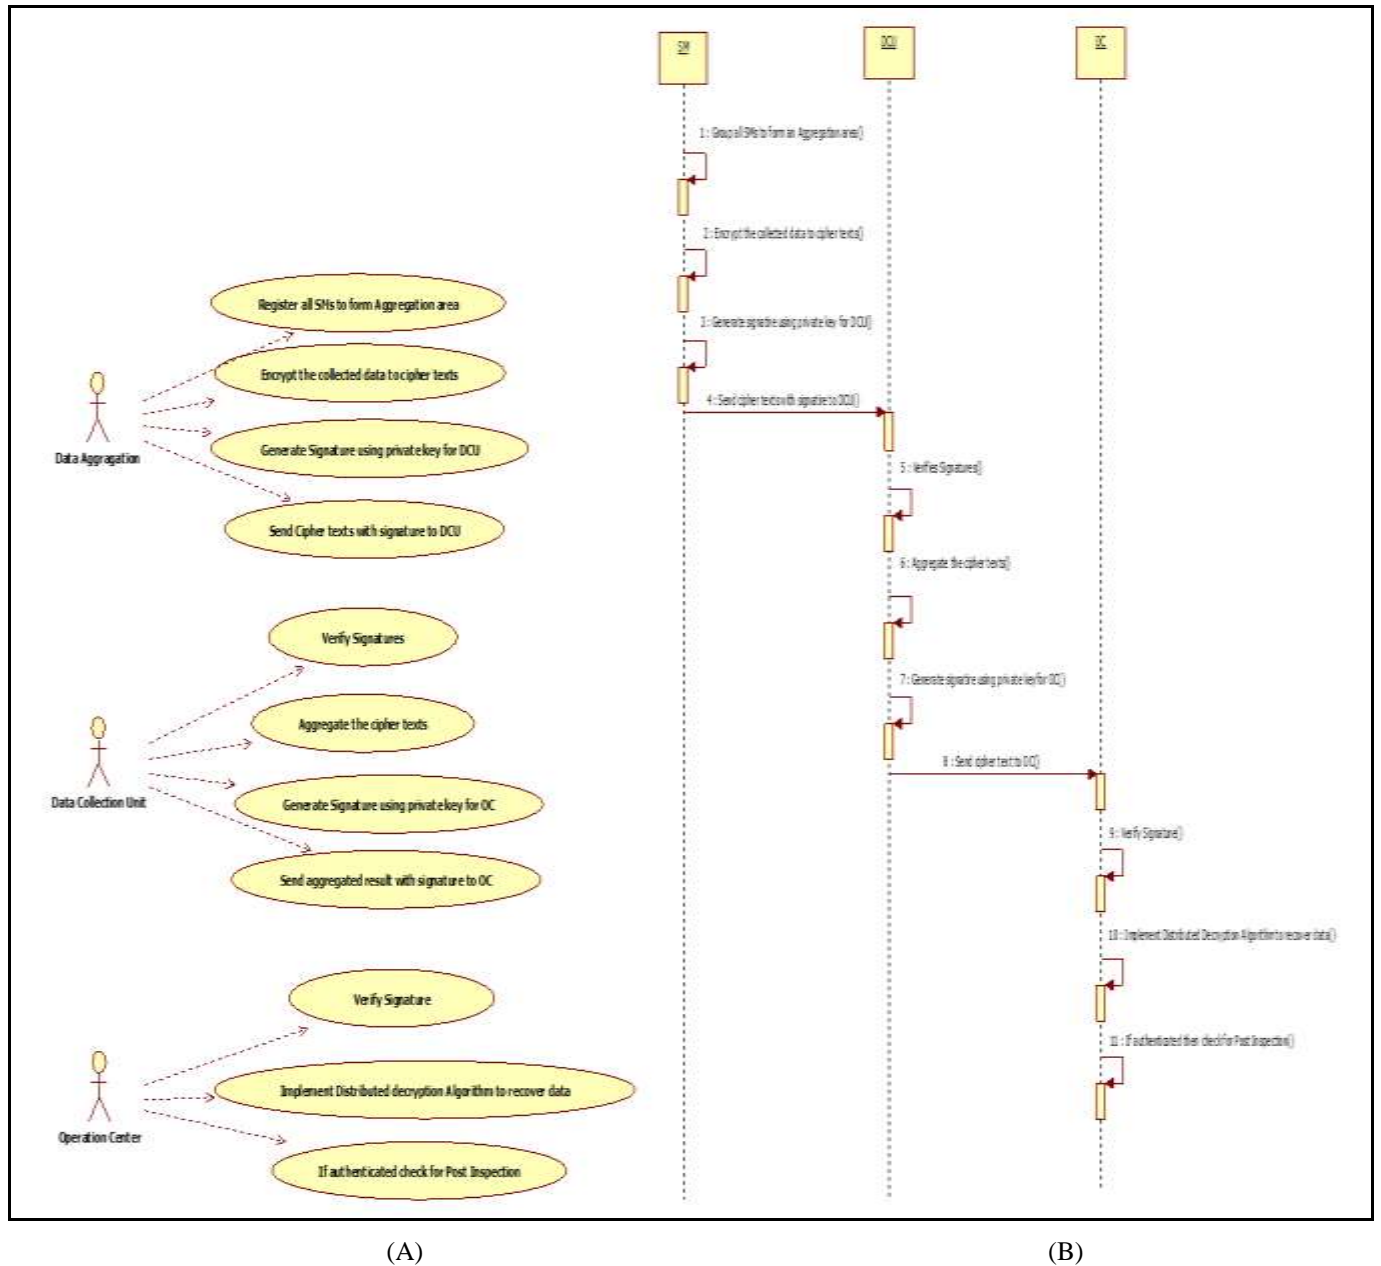 Register all SMs to form Aggregation area
Encrypt the collected data to cipher texts
Generate Signature using private key for DCU
Send Cipher texts with signature to DCU
Data Aggragation
Verify Signatures
Aggregate the cipher texts
Generate Signature using private key for OC
Send aggregated result with signature to OC
Data Collection Unit
Verify Signature
Implement Distributed decryption Algorithm to recover data
If authenticated check for Post Inspection
Operation Center
(A)
SM
DCU
OC
1 : Group all SMs to form an Aggregation area()
2 : Encrypt the collected data to cipher texts()
3 : Generate signatire using private key for DCU()
4 : Send cipher texts with signatire to DCU()
5 : Verifies Signatures()
6 : Aggregate the cipher texts()
7 : Generate signatire using private key for OC()
8 : Send cipher text to OC()
9 : Verify Signature()
10 : Implement Distributed Decryption Algorithm to recover data()
11 : If authenticated then check for Post Inspection()
(B)